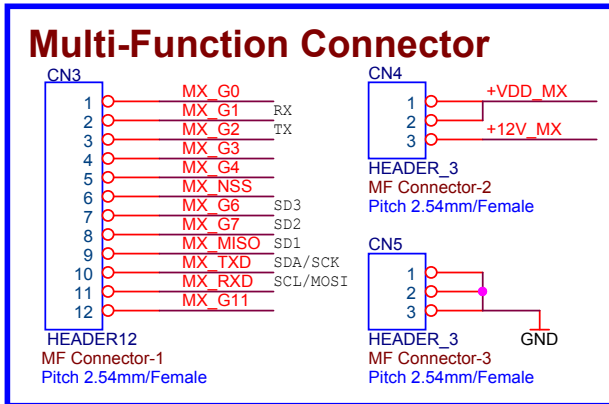 Multi-Function Connector
CN3
1 MX_G0
2 MX_G1 RX
3 MX_G2 TX
4 MX_G3
5 MX_G4
6 MX_NSS
7 MX_G6 SD3
8 MX_G7 SD2
9 MX_MISO SD1
10 MX_TXD SDA/SCK
11 MX_RXD SCL/MOSI
12 MX_G11
HEADER12
MF Connector-1
Pitch 2.54mm/Female
CN4
1 +VDD_MX
2
3 +12V_MX
HEADER_3
MF Connector-2
Pitch 2.54mm/Female
CN5
1
2
3
HEADER_3 GND
MF Connector-3
Pitch 2.54mm/Female